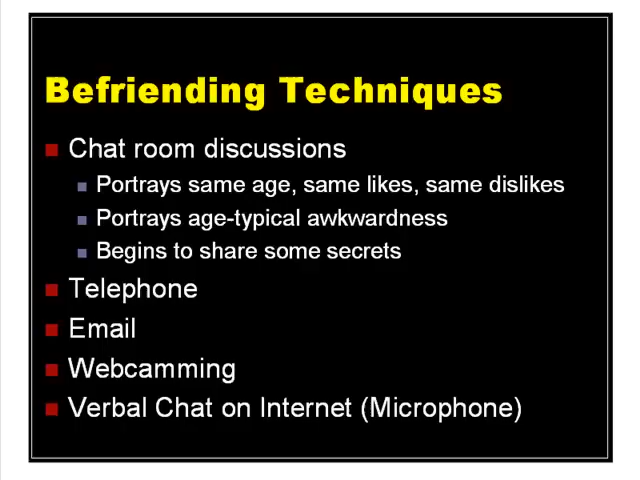 Befriending Techniques
Chat room discussions
Portrays same age, same likes, same dislikes
Portrays age-typical awkwardness
Begins to share some secrets
Telephone
Email
Webcamming
Verbal Chat on Internet (Microphone)